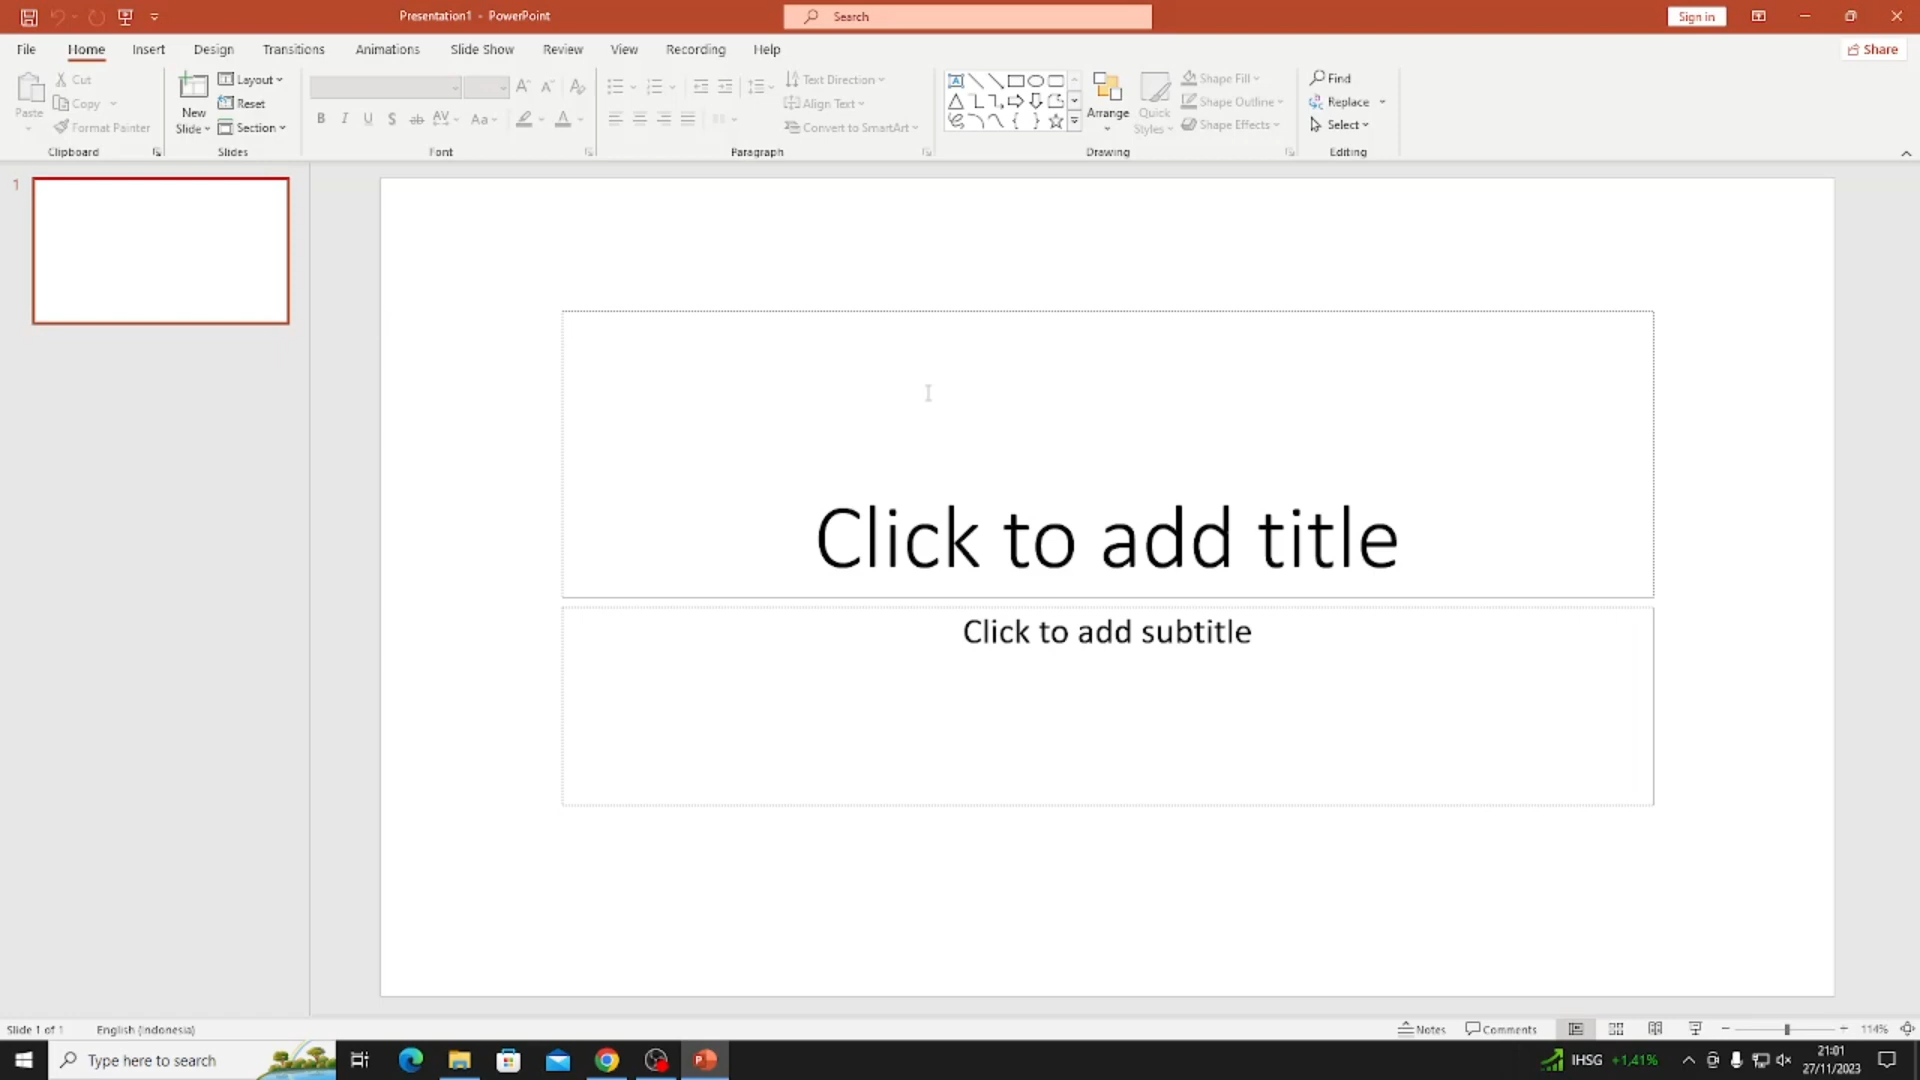 Presentation1 - PowerPoint
Search
Sign in
File Home Insert Design Transitions Animations Slide Show Review View Recording Help
Share
Paste
Cut
Copy
Format Painter
Clipboard
New
Slide
Layout
Reset
Section
Slides
Font
Text Direction
Align Text
Convert to SmartArt
Paragraph
Arrange
Quick
Styles
Shape Fill
Shape Outline
Shape Effects
Drawing
Find
Replace
Select
Editing
1
Click to add title
Click to add subtitle
Slide 1 of 1 English (Indonesia)
Notes Comments 114%
Type here to search
IHSG +1,41%
21:01
27/11/2023